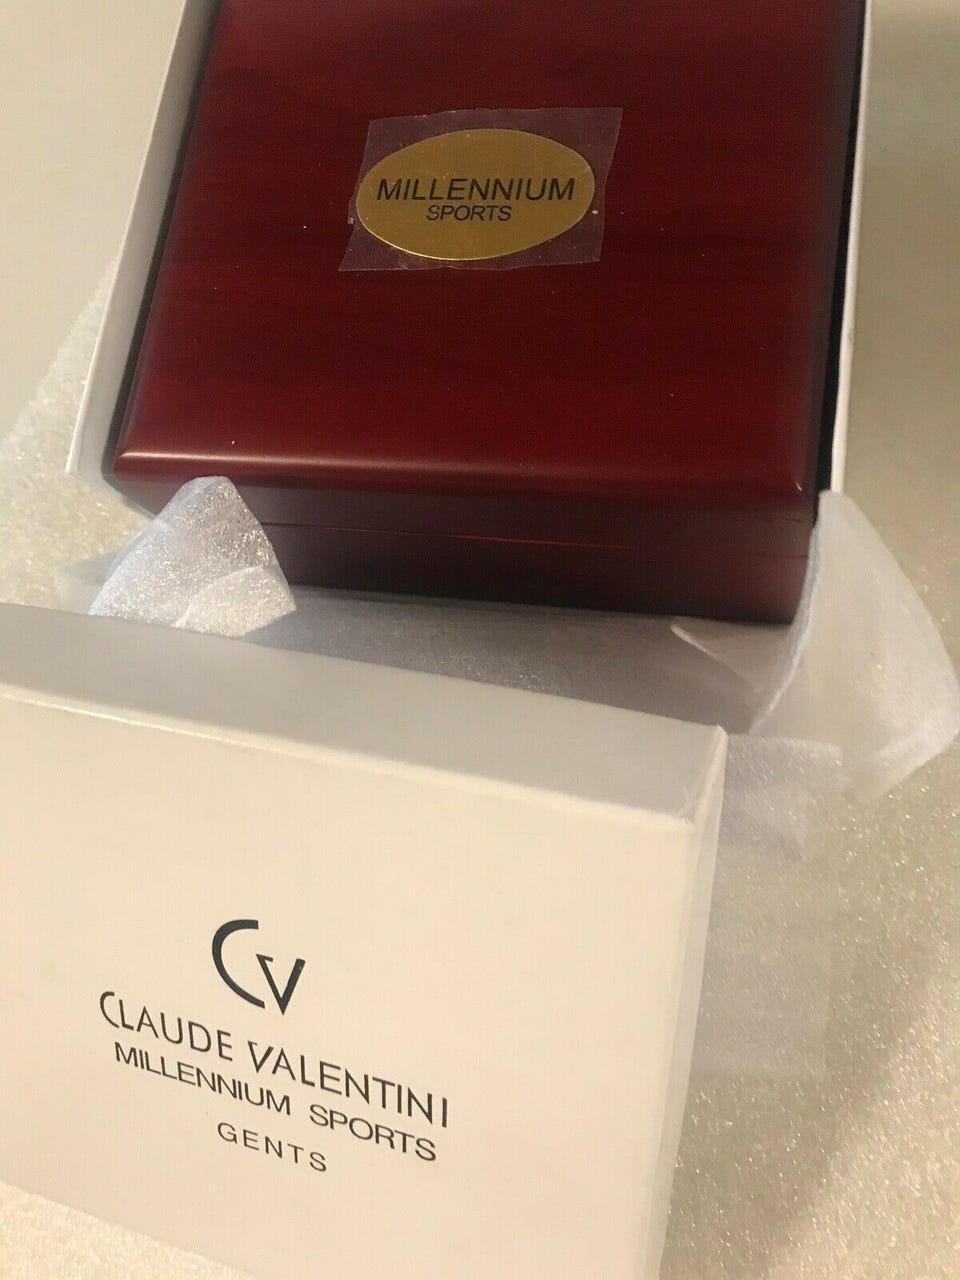 MILLENNIUM
SPORTS
CV
CLAUDE VALENTINI
MILLENNIUM SPORTS
GENTS